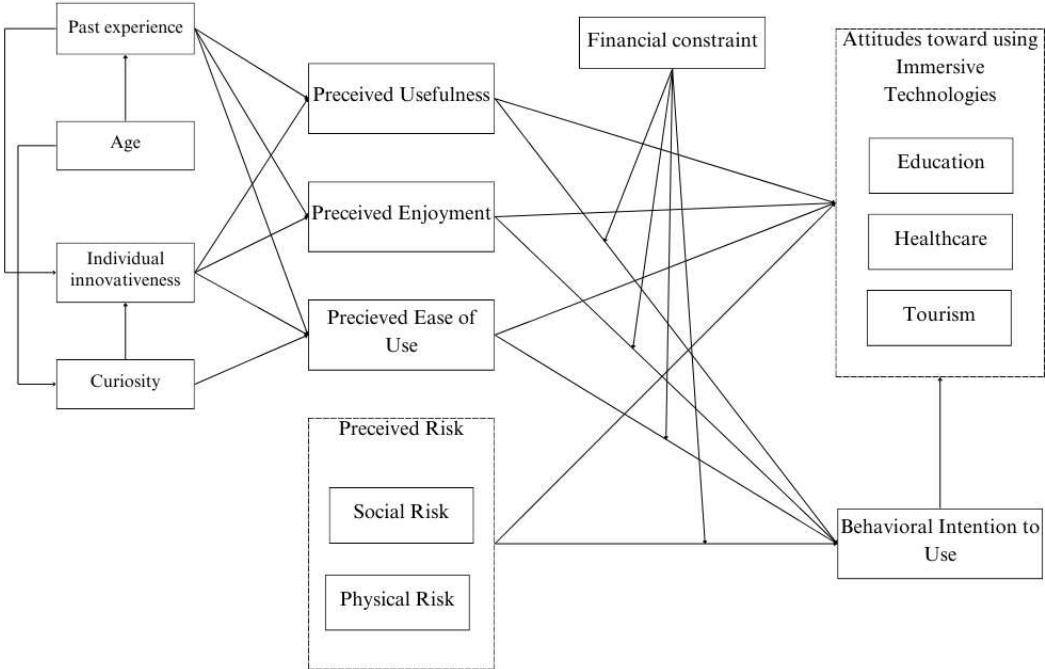 Past experience
Age
Individual
innovativeness
Curiosity
Preceived Usefulness
Preceived Enjoyment
Precieved Ease of
Use
Preceived Risk
Social Risk
Physical Risk
Financial constraint
Attitudes toward using
Immersive
Technologies
Education
Healthcare
Tourism
Behavioral Intention to
Use